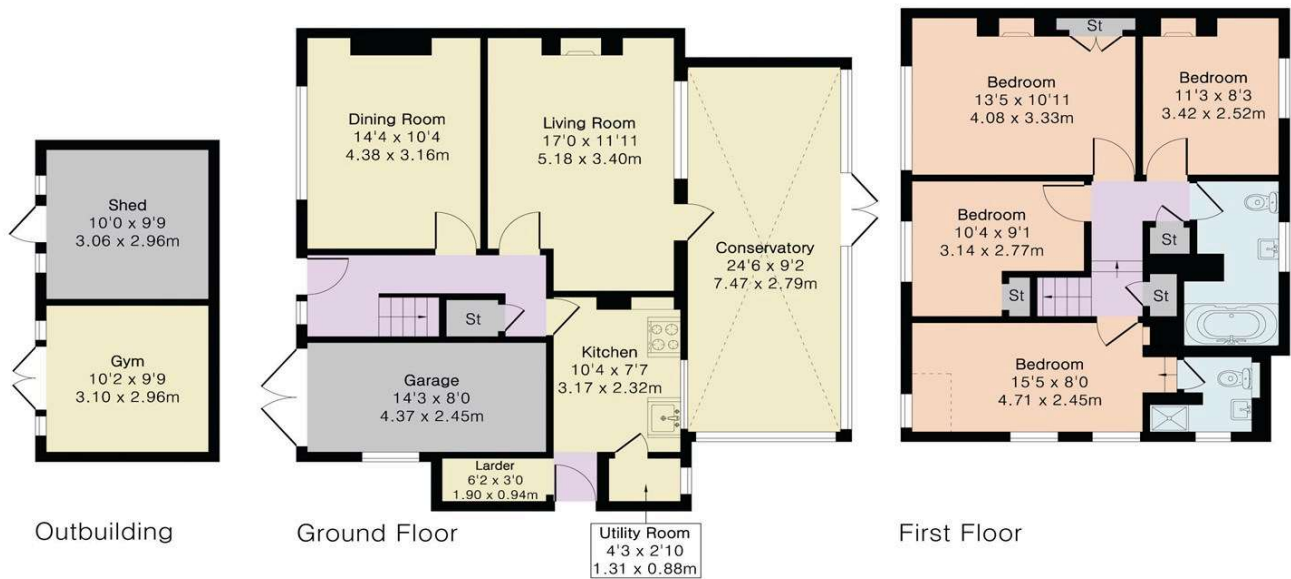 Shed
10'0 x 9'9
3.06 x 2.96m
Gym
10'2 x 9'9
3.10 x 2.96m
Outbuilding
Dining Room
14'4 x 10'4
4.38 x 3.16m
Living Room
17'0 x 11'11
5.18 x 3.40m
Conservatory
24'6 x 9'2
7.47 x 2.79m
St
Kitchen
10'4 x 7'7
3.17 x 2.32m
Garage
14'3 x 8'0
4.37 x 2.45m
Larder
6'2 x 3'0
1.90 x 0.94m
Utility Room
4'3 x 2'10
1.31 x 0.88m
Ground Floor
St
Bedroom
13'5 x 10'11
4.08 x 3.33m
Bedroom
11'3 x 8'3
3.42 x 2.52m
Bedroom
10'4 x 9'1
3.14 x 2.77m
St
St
St
Bedroom
15'5 x 8'0
4.71 x 2.45m
First Floor